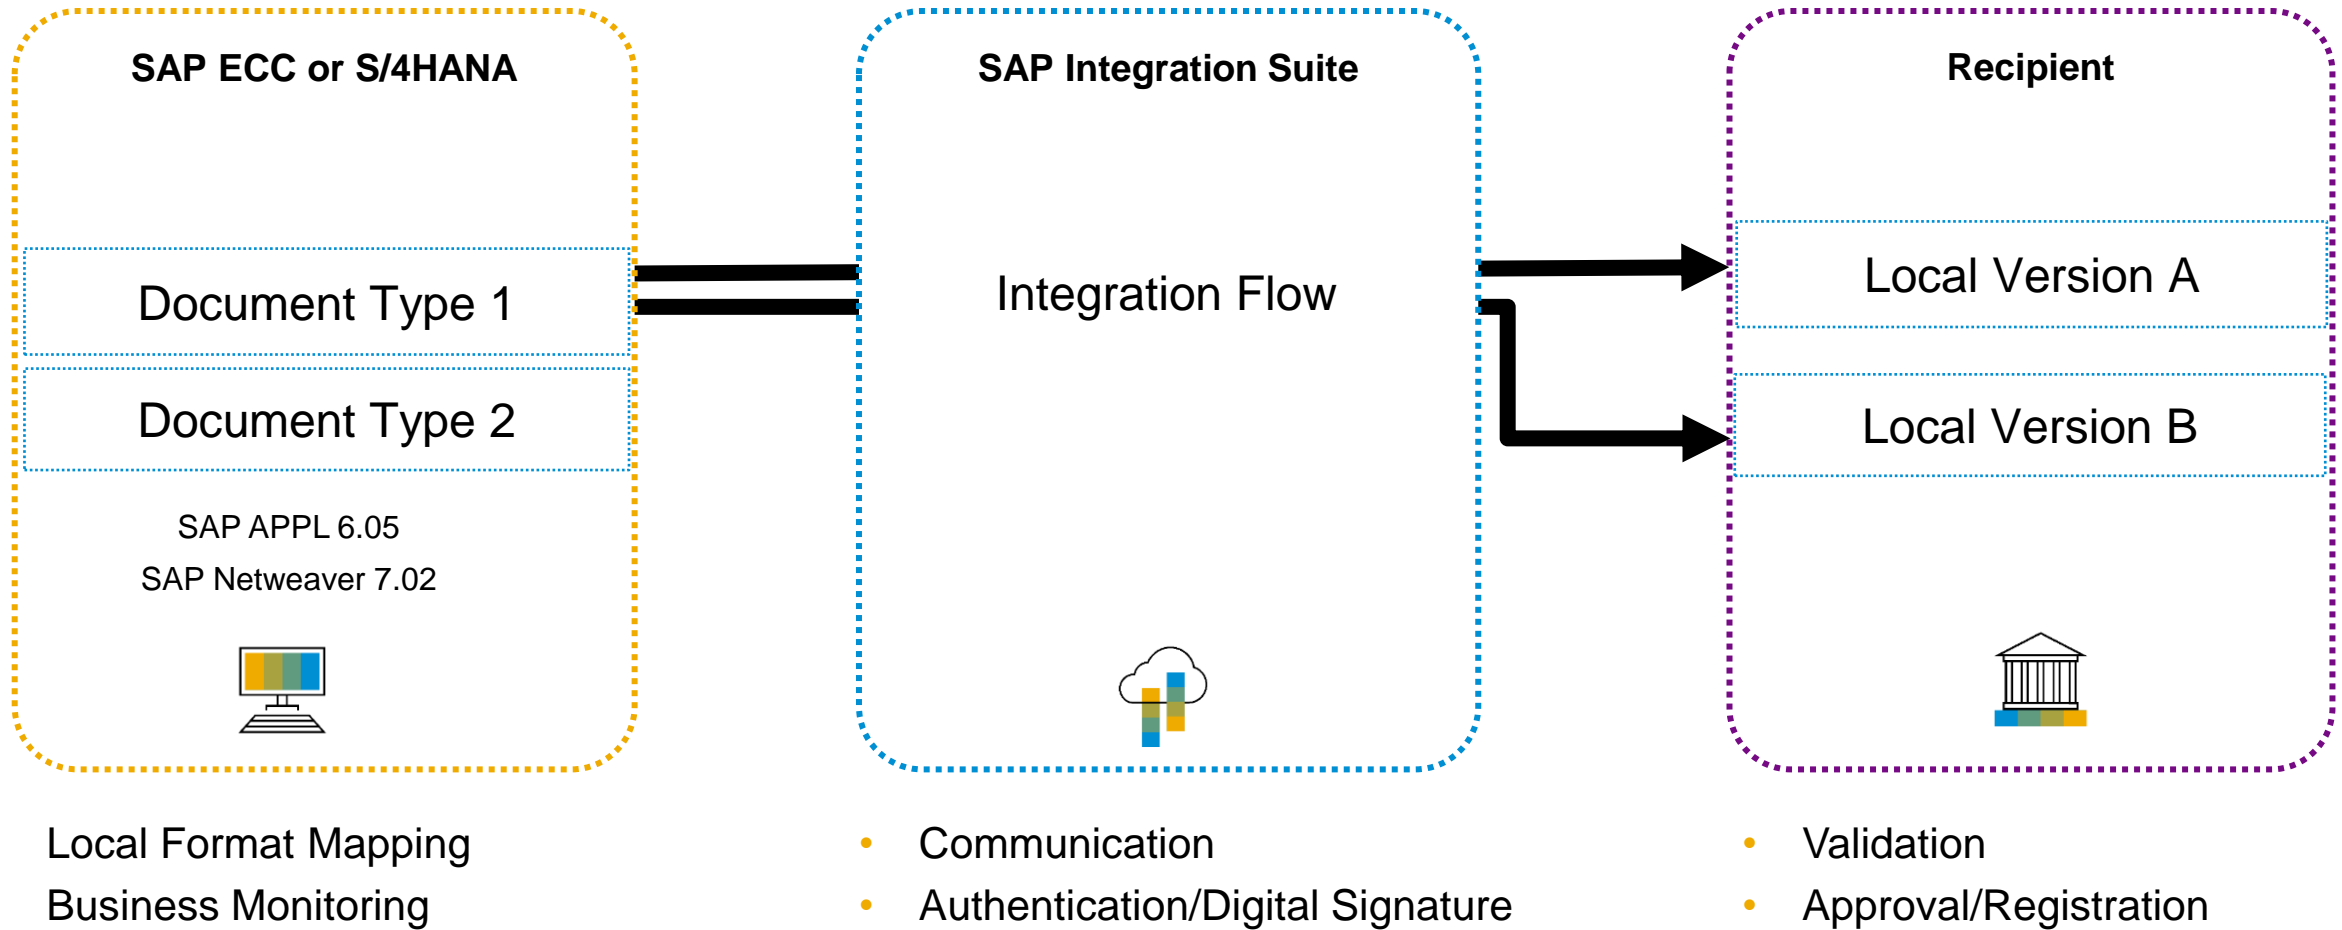 SAP ECC or S/4HANA
Document Type 1
Document Type 2
SAP APPL 6.05
SAP Netweaver 7.02
Local Format Mapping
Business Monitoring
SAP Integration Suite
Integration Flow
• Communication
• Authentication/Digital Signature
Recipient
Local Version A
Local Version B
• Validation
• Approval/Registration